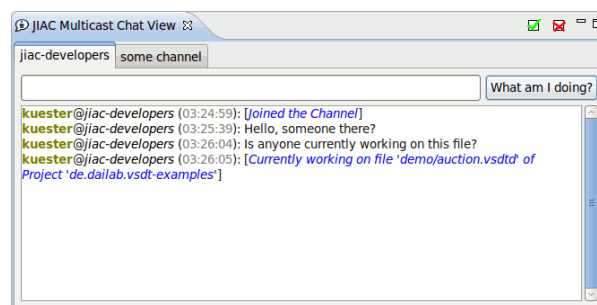 JIAC Multicast Chat View
jiac-developers some channel
What am I doing?
kuester@jiac-developers (03:24:59): [Joined the Channel]
kuester@jiac-developers (03:25:39): Hello, someone there?
kuester@jiac-developers (03:26:04): Is anyone currently working on this file?
kuester@jiac-developers (03:26:05): [Currently working on file 'demo/auction.vsdtd' of
Project 'de.dailab.vsdt-examples']